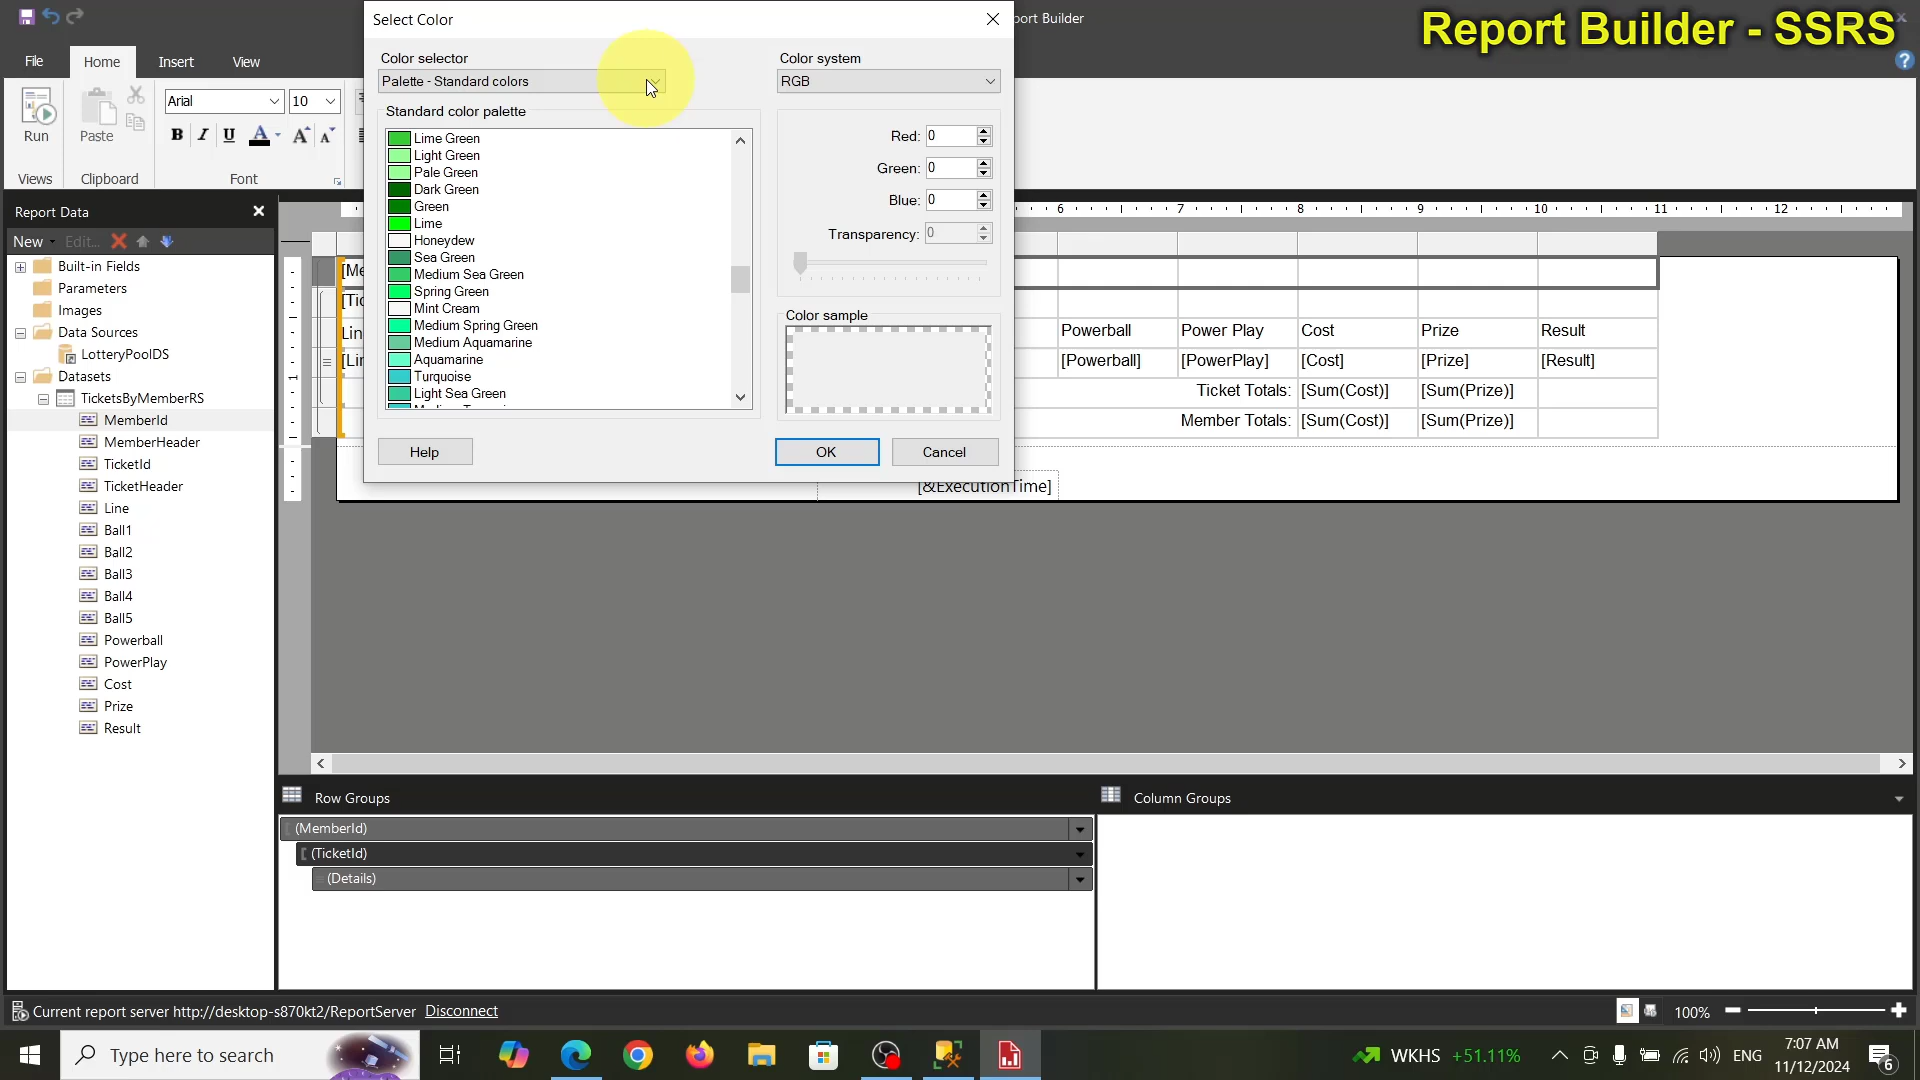 Report Builder - SSRS
Select Color
port Builder
File
Home
Insert
View
Run
Paste
Arial
10
B
I
U
A
A
A
Views
Clipboard
Font
Color selector
Palette - Standard colors
Color system
RGB
Standard color palette
Lime Green
Light Green
Pale Green
Dark Green
Green
Lime
Honeydew
Sea Green
Medium Sea Green
Spring Green
Mint Cream
Medium Spring Green
Medium Aquamarine
Aquamarine
Turquoise
Light Sea Green
Red: 0
Green: 0
Blue: 0
Transparency: 0
Color sample
Help
OK
Cancel
Report Data
New
Edit...
Built-in Fields
Parameters
Images
Data Sources
LotteryPoolDS
Datasets
TicketsByMemberRS
MemberId
MemberHeader
TicketId
TicketHeader
Line
Ball1
Ball2
Ball3
Ball4
Ball5
Powerball
PowerPlay
Cost
Prize
Result
6 7 8 9 10 11 12
1
[Me
[Tic
Lin
Powerball Power Play Cost Prize Result
[Lin
[Powerball] [PowerPlay] [Cost] [Prize] [Result]
Ticket Totals: [Sum(Cost)] [Sum(Prize)]
Member Totals: [Sum(Cost)] [Sum(Prize)]
[&ExecutionTime]
Row Groups
Column Groups
(MemberId)
(TicketId)
(Details)
Current report server http://desktop-s870kt2/ReportServer
Disconnect
100%
Type here to search
WKHS +51.11%
ENG
7:07 AM
11/12/2024
6